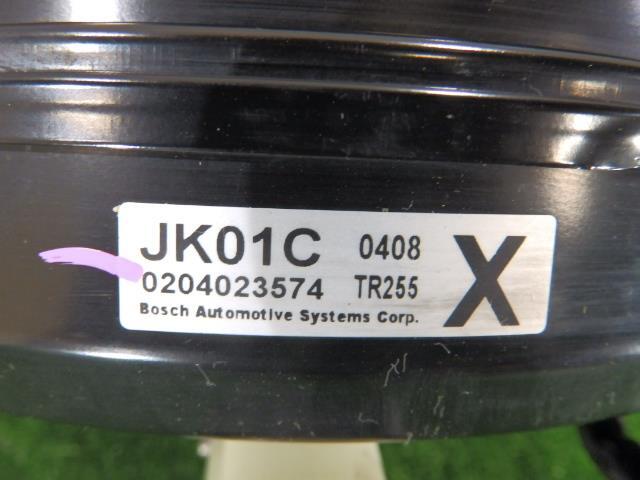 JK01C 0408 X
0204023574 TR255
Bosch Automotive Systems Corp.